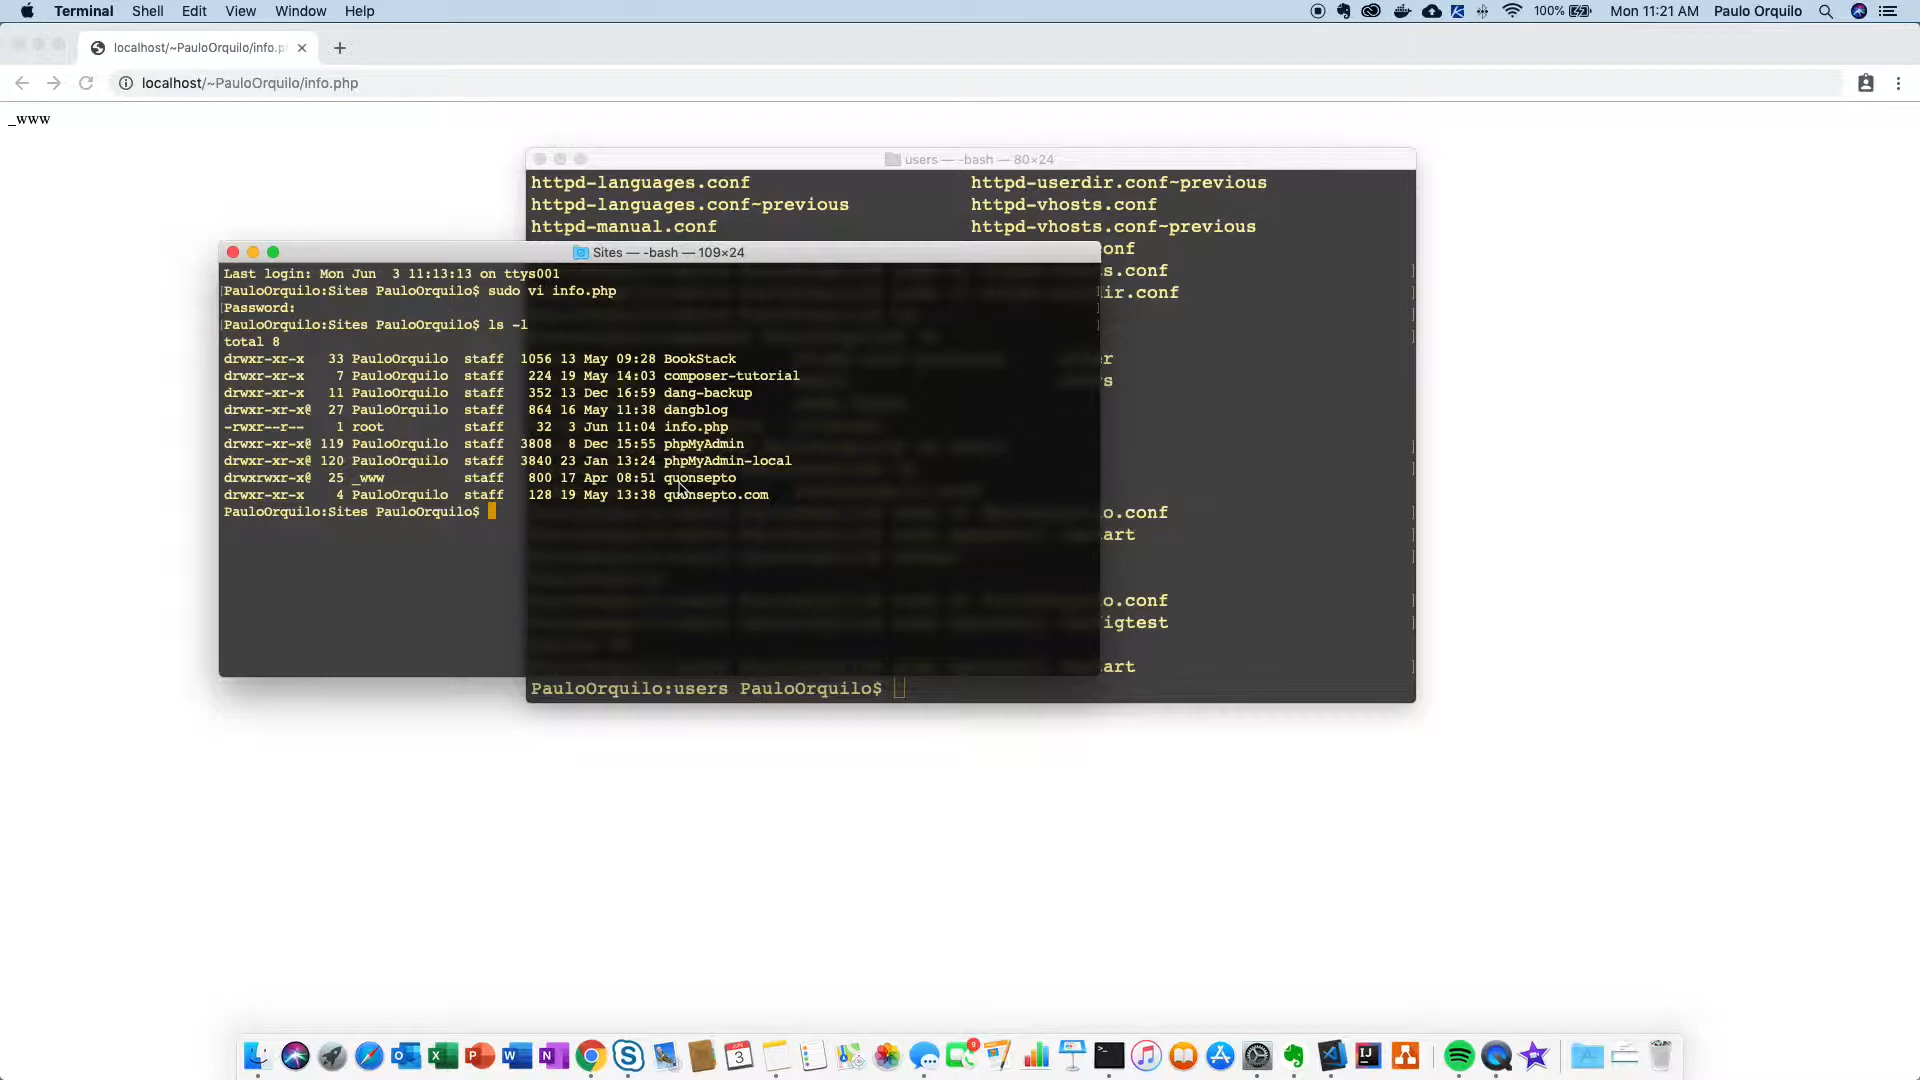 Terminal Shell Edit View Window Help 100% Mon 11:21 AM Paulo Orquilo
localhost/~PauloOrquilo/info.p
localhost/~PauloOrquilo/info.php
_www
users — -bash — 80×24
httpd-languages.conf httpd-userdir.conf~previous
httpd-languages.conf~previous httpd-vhosts.conf
httpd-manual.conf httpd-vhosts.conf~previous
onf
s.conf
ir.conf
r
s
o.conf
art
o.conf
igtest
art
PauloOrquilo:users PauloOrquilo$
Sites — -bash — 109×24
Last login: Mon Jun  3 11:13:13 on ttys001
[PauloOrquilo:Sites PauloOrquilo$ sudo vi info.php
[Password:
[PauloOrquilo:Sites PauloOrquilo$ ls -l
total 8
drwxr-xr-x   33 PauloOrquilo  staff  1056 13 May 09:28 BookStack
drwxr-xr-x    7 PauloOrquilo  staff   224 19 May 14:03 composer-tutorial
drwxr-xr-x   11 PauloOrquilo  staff   352 13 Dec 16:59 dang-backup
drwxr-xr-x@  27 PauloOrquilo  staff   864 16 May 11:38 dangblog
-rwxr--r--    1 root          staff    32  3 Jun 11:04 info.php
drwxr-xr-x@ 119 PauloOrquilo  staff  3808  8 Dec 15:55 phpMyAdmin
drwxr-xr-x@ 120 PauloOrquilo  staff  3840 23 Jan 13:24 phpMyAdmin-local
drwxrwxr-x@  25 _www          staff   800 17 Apr 08:51 quonsepto
drwxr-xr-x    4 PauloOrquilo  staff   128 19 May 13:38 quonsepto.com
PauloOrquilo:Sites PauloOrquilo$
JUN
3
9